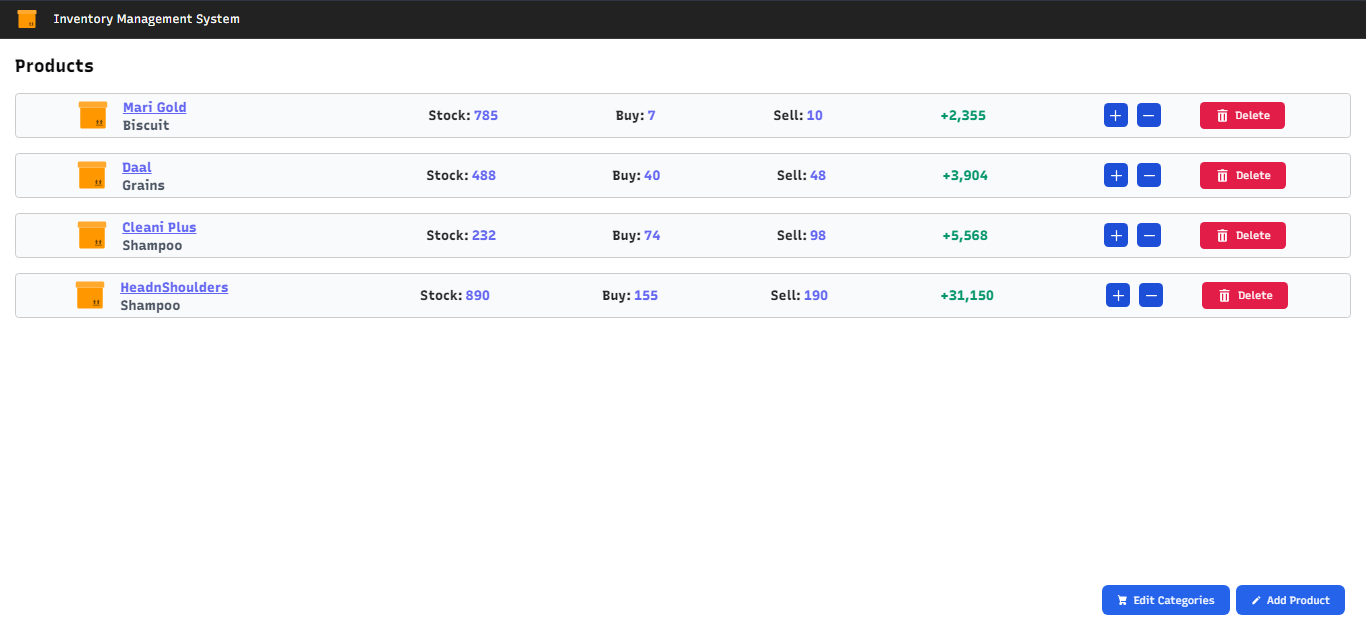 Inventory Management System
Products
Mari Gold
Biscuit
Stock: 785 Buy: 7 Sell: 10 +2,355 Delete
Daal
Grains
Stock: 488 Buy: 40 Sell: 48 +3,904 Delete
Cleani Plus
Shampoo
Stock: 232 Buy: 74 Sell: 98 +5,568 Delete
HeadnShoulders
Shampoo
Stock: 890 Buy: 155 Sell: 190 +31,150 Delete
Edit Categories Add Product